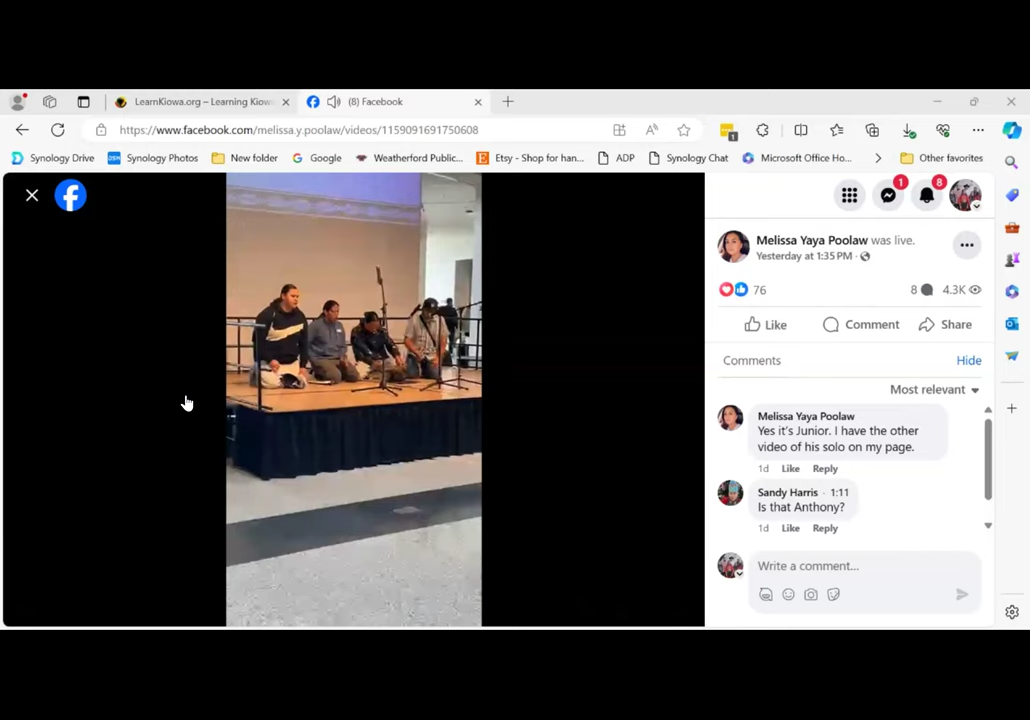 LearnKiowa.org – Learning Kiow
(8) Facebook
https://www.facebook.com/melissa.y.poolaw/videos/1159091691750608
1
Synology Drive
Synology Photos
New folder
Google
Weatherford Public...
Etsy - Shop for han...
ADP
Synology Chat
Microsoft Office Ho...
Other favorites
1
8
Melissa Yaya Poolaw was live.
Yesterday at 1:35 PM ·
76
8
4.3K
Like
Comment
Share
Comments
Hide
Most relevant
Melissa Yaya Poolaw
Yes it's Junior. I have the other
video of his solo on my page.
1d Like Reply
Sandy Harris · 1:11
Is that Anthony?
1d Like Reply
Write a comment...